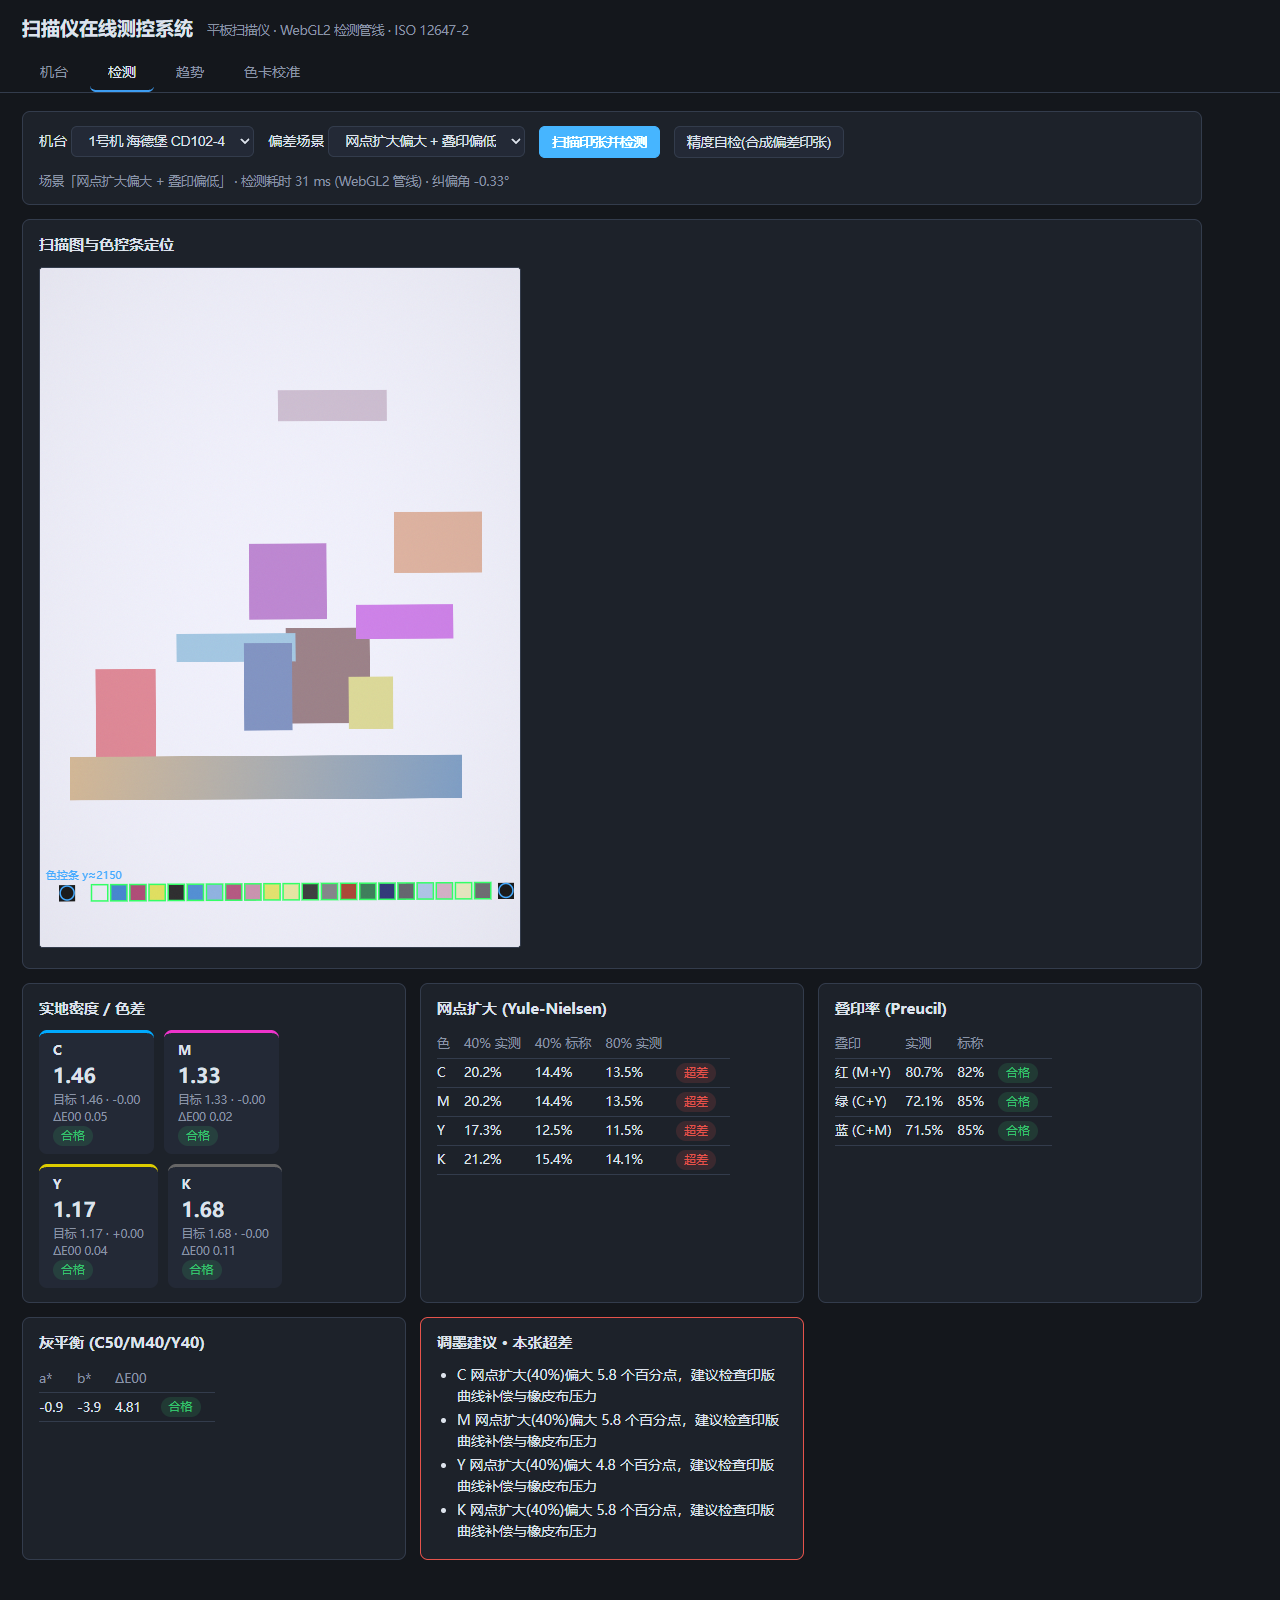 扫描仪在线测控系统 平板扫描仪 · WebGL2 检测管线 · ISO 12647-2
机台 检测 趋势 色卡校准
机台 1号机 海德堡 CD102-4 偏差场景 网点扩大偏大 + 叠印偏低 扫描印张并检测 精度自检(合成偏差印张)
场景「网点扩大偏大 + 叠印偏低」 · 检测耗时 31 ms (WebGL2 管线) · 纠偏角 -0.33°
扫描图与色控条定位
色控条 y≈2150
实地密度 / 色差
C
1.46
目标 1.46 · -0.00
ΔE00 0.05
合格
M
1.33
目标 1.33 · -0.00
ΔE00 0.02
合格
Y
1.17
目标 1.17 · +0.00
ΔE00 0.04
合格
K
1.68
目标 1.68 · -0.00
ΔE00 0.11
合格
网点扩大 (Yule-Nielsen)
色 40% 实测 40% 标称 80% 实测
C 20.2% 14.4% 13.5% 超差
M 20.2% 14.4% 13.5% 超差
Y 17.3% 12.5% 11.5% 超差
K 21.2% 15.4% 14.1% 超差
叠印率 (Preucil)
叠印 实测 标称
红 (M+Y) 80.7% 82% 合格
绿 (C+Y) 72.1% 85% 合格
蓝 (C+M) 71.5% 85% 合格
灰平衡 (C50/M40/Y40)
a* b* ΔE00
-0.9 -3.9 4.81 合格
调墨建议 • 本张超差
• C 网点扩大(40%)偏大 5.8 个百分点，建议检查印版
曲线补偿与橡皮布压力
• M 网点扩大(40%)偏大 5.8 个百分点，建议检查印版
曲线补偿与橡皮布压力
• Y 网点扩大(40%)偏大 4.8 个百分点，建议检查印版
曲线补偿与橡皮布压力
• K 网点扩大(40%)偏大 5.8 个百分点，建议检查印版
曲线补偿与橡皮布压力